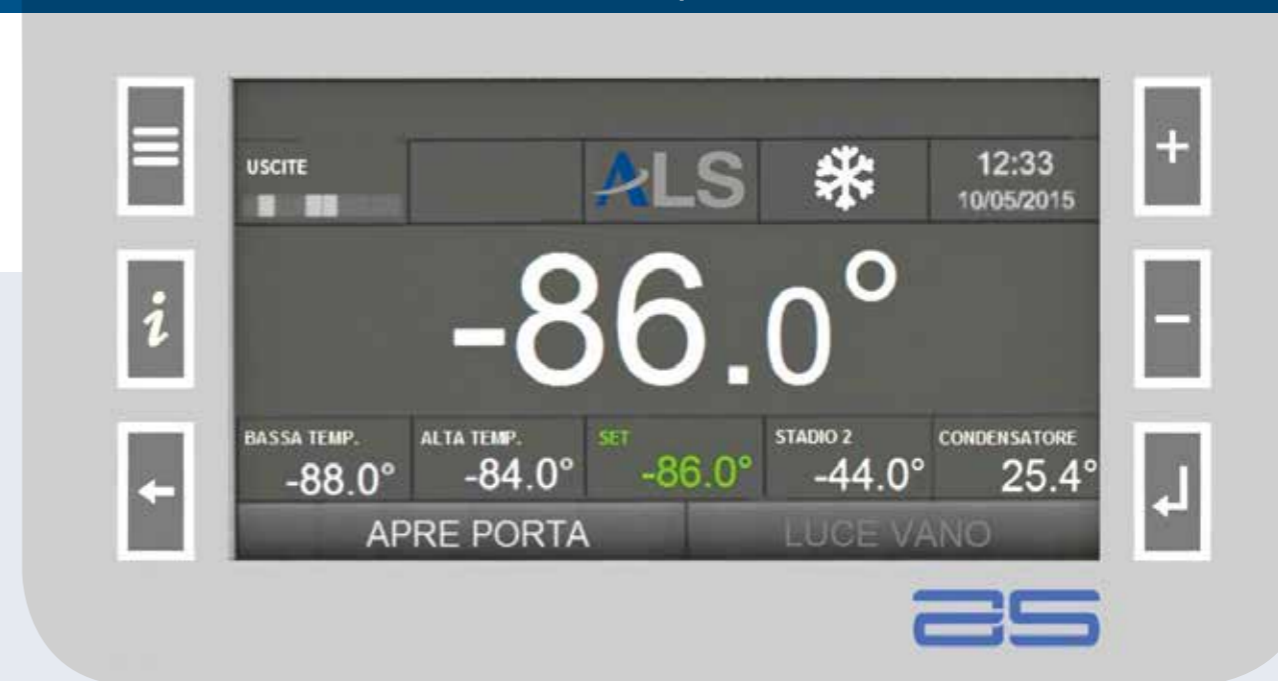 USCITE
ALS
12:33
10/05/2015
-86.0°
BASSA TEMP.
-88.0°
ALTA TEMP.
-84.0°
SET
-86.0°
STADIO 2
-44.0°
CONDENSATORE
25.4°
APRE PORTA
LUCE VANO
i
+
-
as